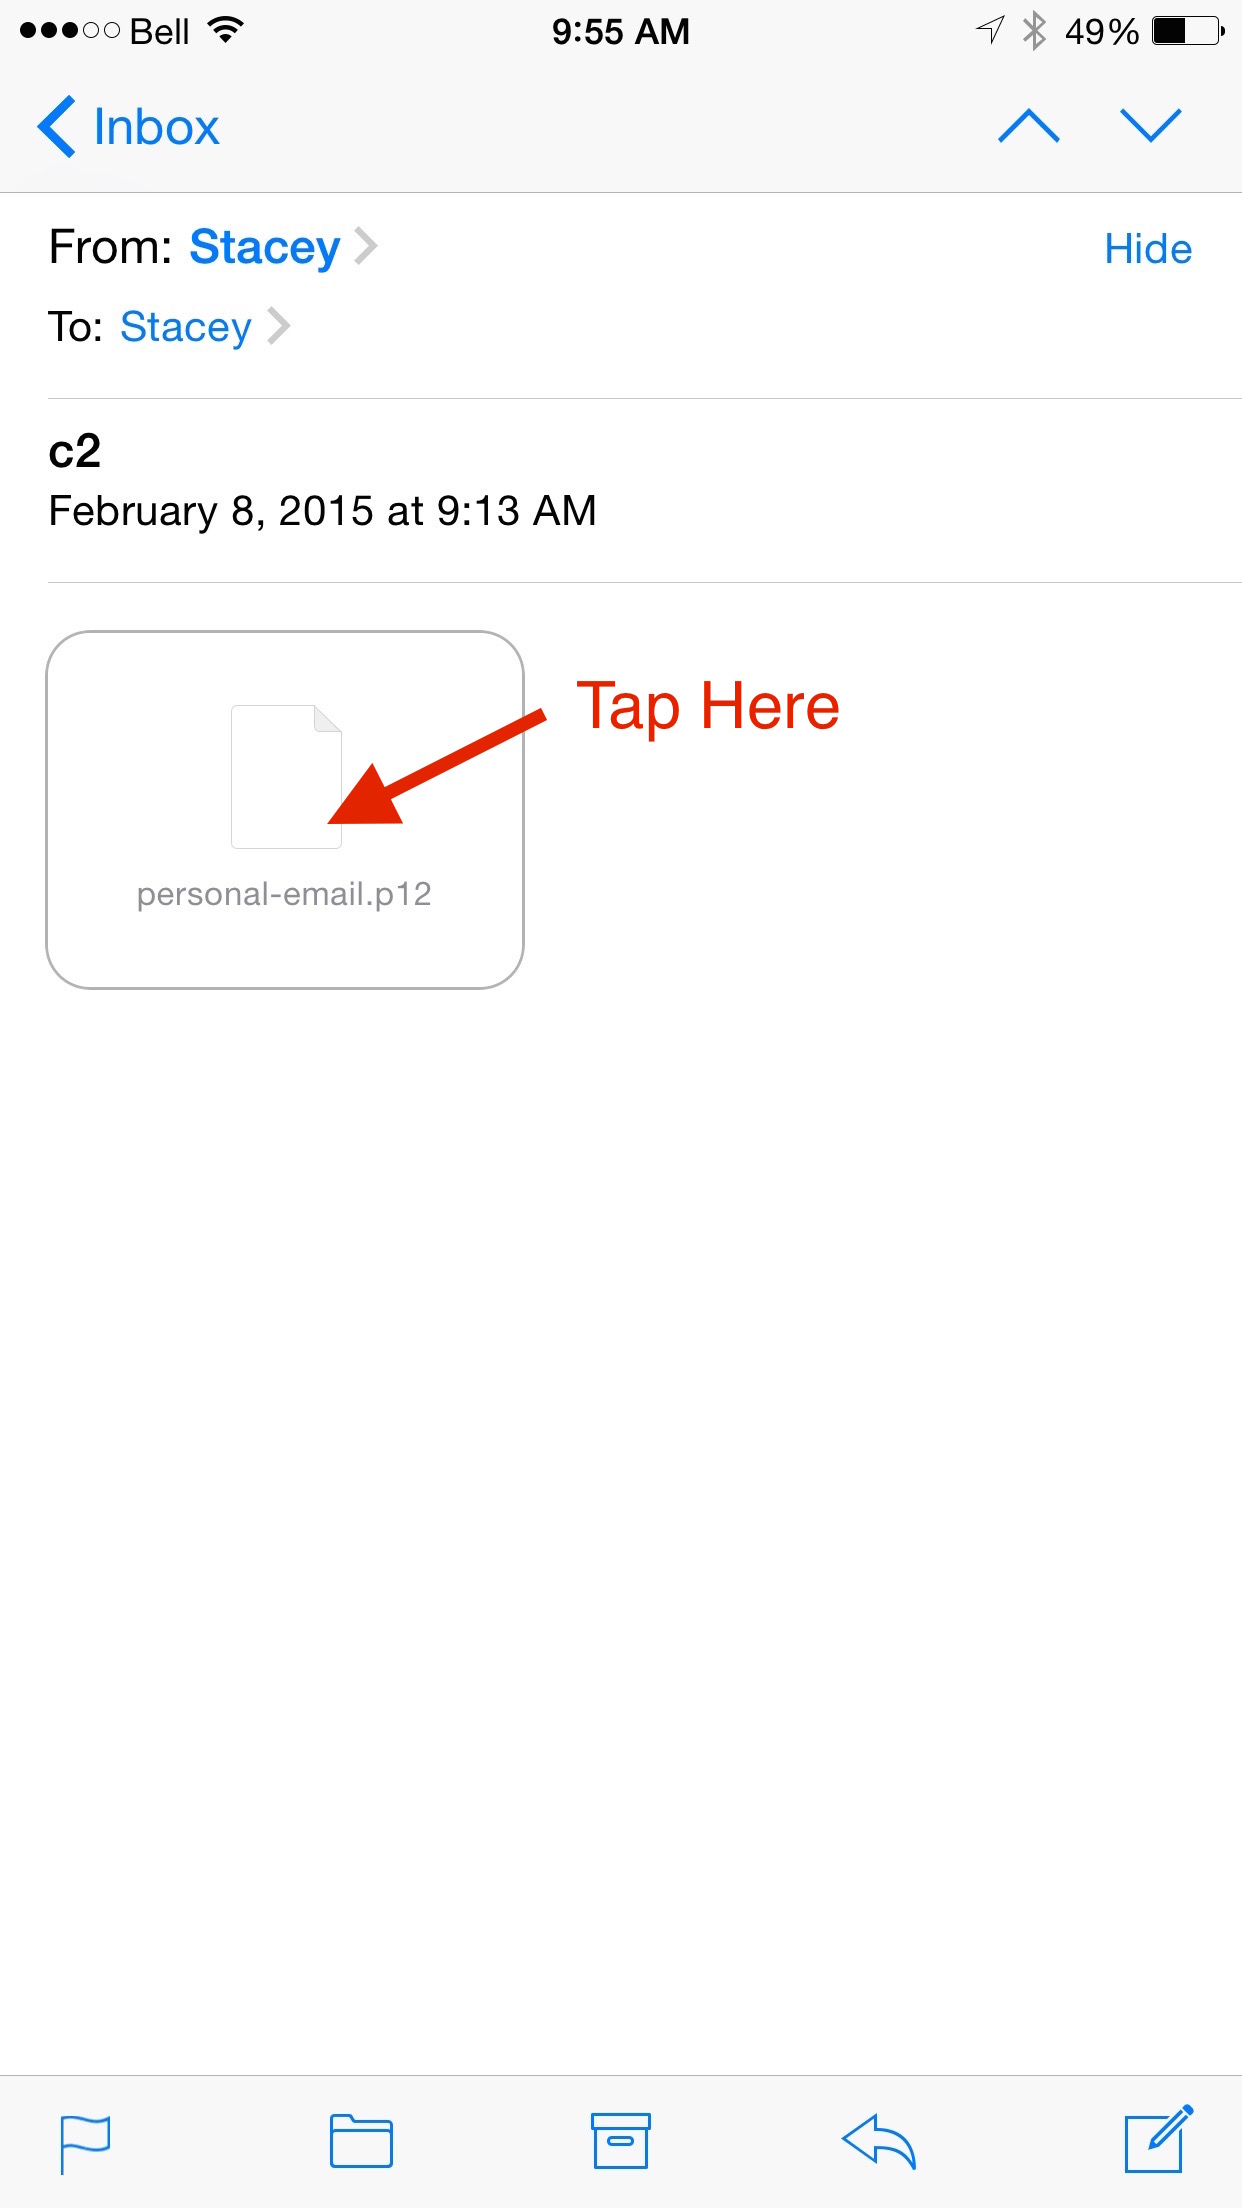 Bell 9:55 AM 49%
Inbox
From: Stacey Hide
To: Stacey
c2
February 8, 2015 at 9:13 AM
Tap Here
personal-email.p12